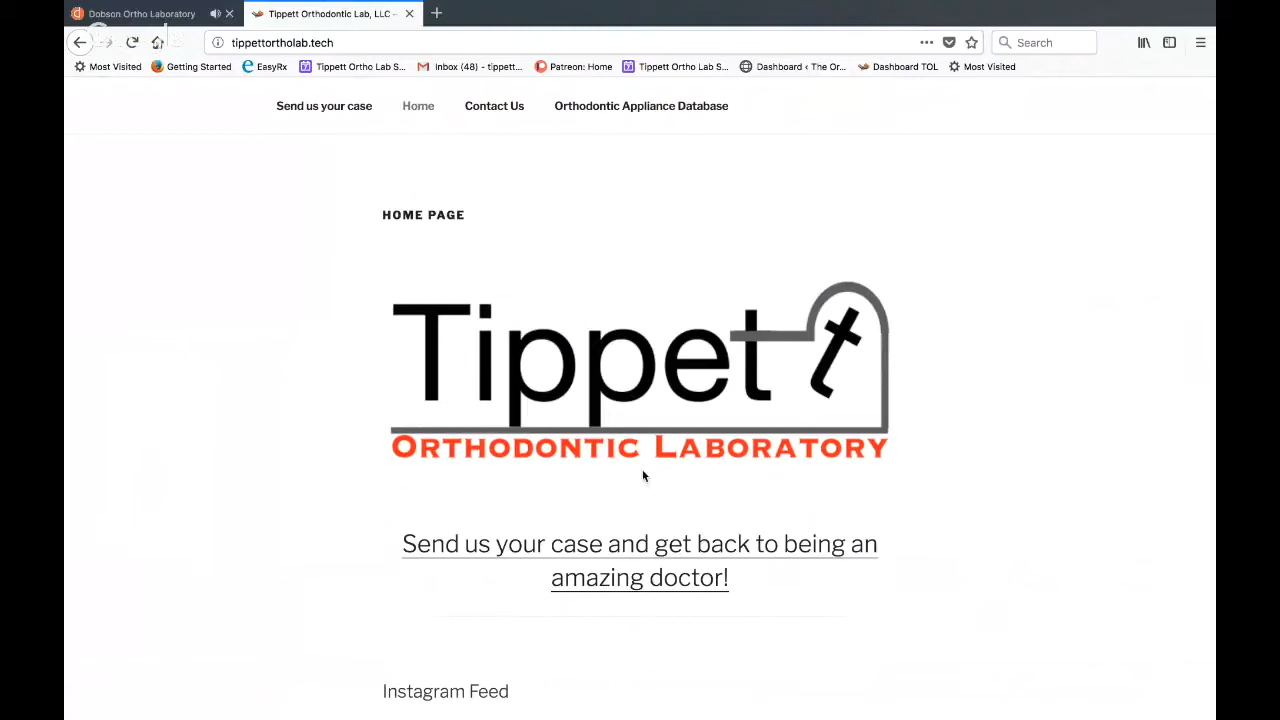 Dobson Ortho Laboratory
Tippett Orthodontic Lab, LLC –
tippettortholab.tech
Search
Most Visited Getting Started EasyRx Tippett Ortho Lab S... Inbox (48) - tippett... Patreon: Home Tippett Ortho Lab S... Dashboard ‹ The Or... Dashboard TOL Most Visited
Send us your case Home Contact Us Orthodontic Appliance Database
HOME PAGE
Tippett t
ORTHODONTIC LABORATORY
Send us your case and get back to being an
amazing doctor!
Instagram Feed